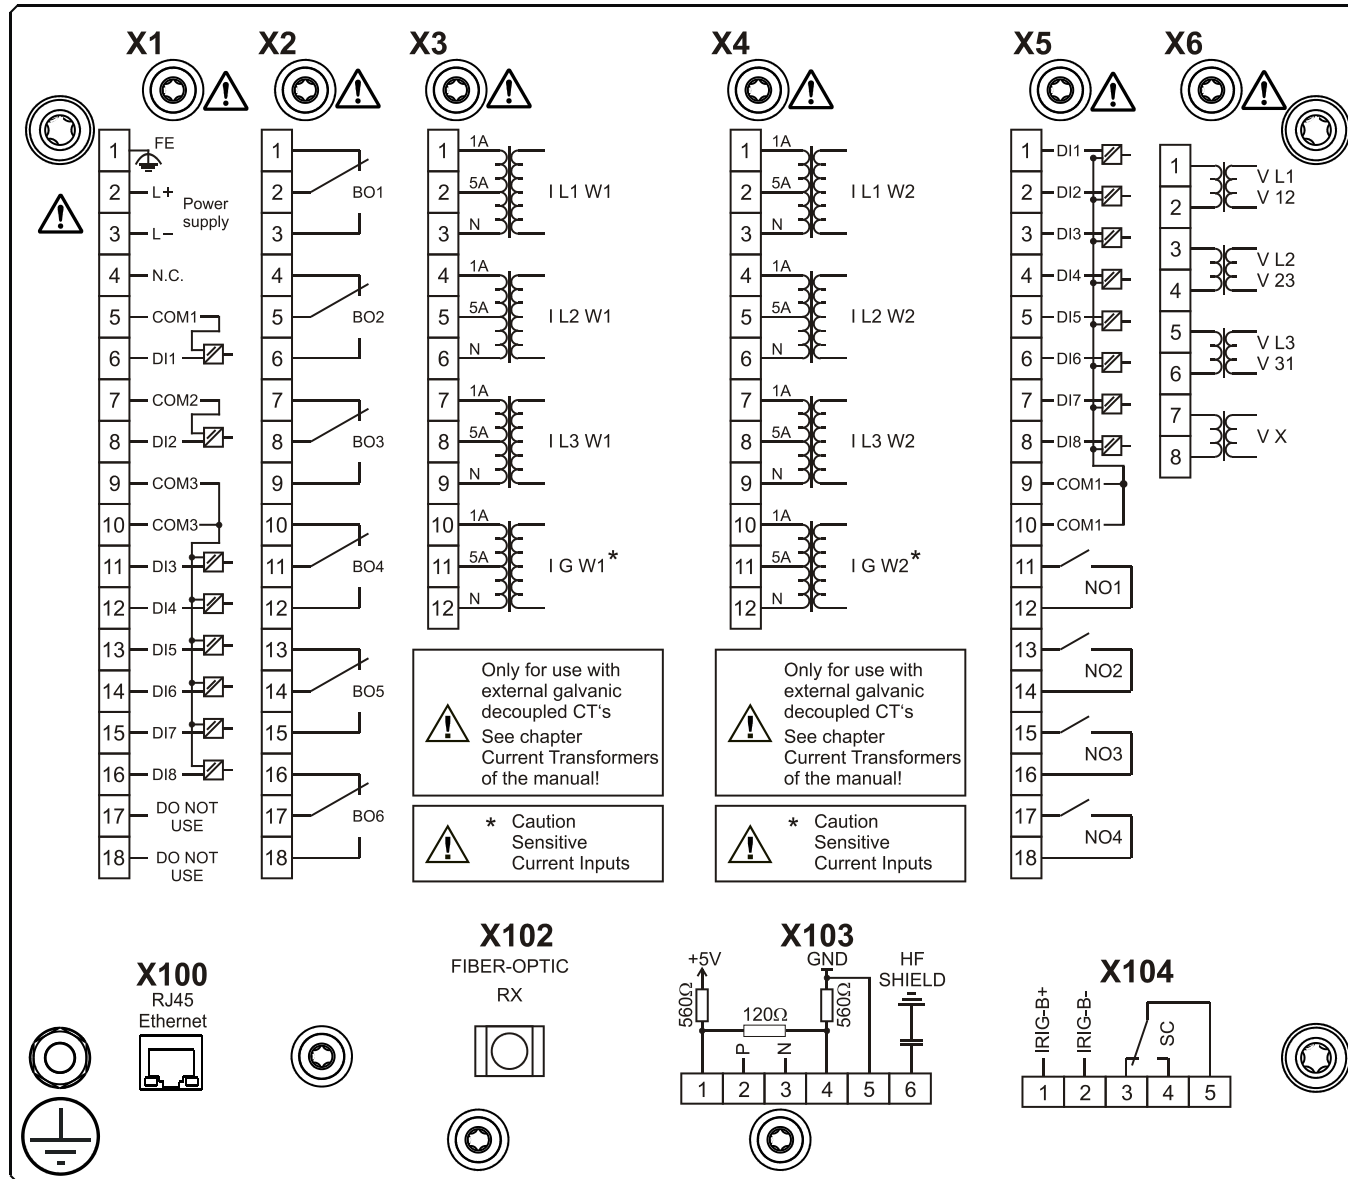 X1
1
FE
2
L+
Power
supply
3
L−
4
N.C.
5
COM1
6
DI1
7
COM2
8
DI2
9
COM3
10
COM3
11
DI3
12
DI4
13
DI5
14
DI6
15
DI7
16
DI8
17
DO NOT
USE
18
DO NOT
USE
X2
1
2
BO1
3
4
5
BO2
6
7
8
BO3
9
10
11
BO4
12
13
14
BO5
15
16
17
BO6
18
X3
1
1A
2
5A
I L1 W1
3
N
4
1A
5
5A
I L2 W1
6
N
7
1A
8
5A
I L3 W1
9
N
10
1A
11
5A
I G W1*
12
N
Only for use with
external galvanic
decoupled CT‘s
See chapter
Current Transformers
of the manual!
* Caution
Sensitive
Current Inputs
X4
1
1A
2
5A
I L1 W2
3
N
4
1A
5
5A
I L2 W2
6
N
7
1A
8
5A
I L3 W2
9
N
10
1A
11
5A
I G W2*
12
N
Only for use with
external galvanic
decoupled CT‘s
See chapter
Current Transformers
of the manual!
* Caution
Sensitive
Current Inputs
X5
1
DI1
2
DI2
3
DI3
4
DI4
5
DI5
6
DI6
7
DI7
8
DI8
9
COM1
10
COM1
11
NO1
12
13
NO2
14
15
NO3
16
17
NO4
18
X6
1
V L1
V 12
2
3
V L2
V 23
4
5
V L3
V 31
6
7
V X
8
X100
RJ45
Ethernet
X102
FIBER-OPTIC
RX
X103
+5V
GND
HF
SHIELD
560Ω
120Ω
560Ω
P
N
1 2 3 4 5 6
X104
IRIG-B+
IRIG-B-
SC
1 2 3 4 5